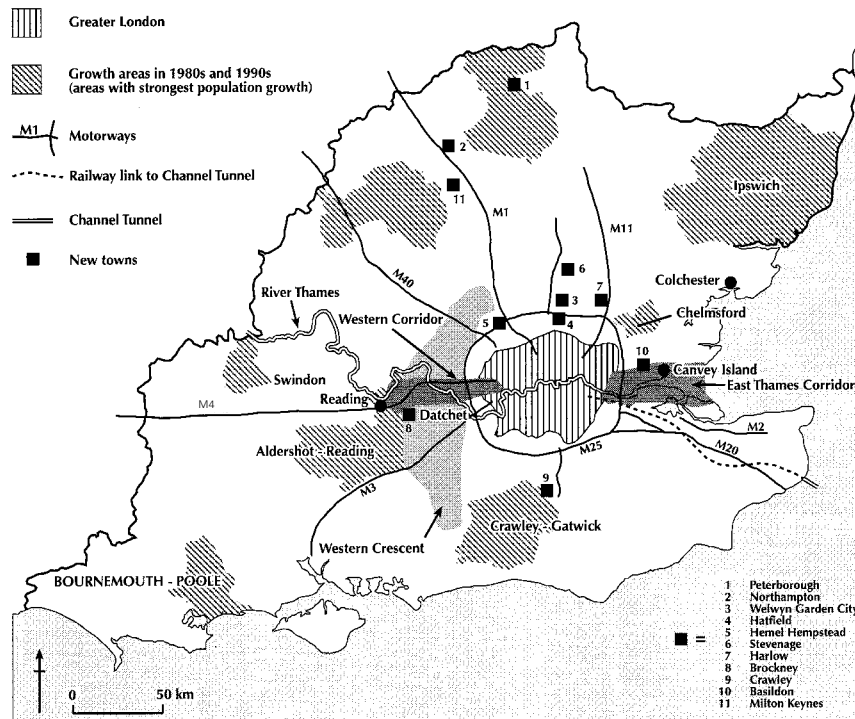 Greater London
Growth areas in 1980s and 1990s
(areas with strongest population growth)
M1
Motorways
Railway link to Channel Tunnel
Channel Tunnel
New towns
1
2
11
M1
M11
Ipswich
M40
6
3
7
Colchester
River Thames
Western Corridor
5
4
Chelmsford
10
Canvey Island
East Thames Corridor
Swindon
Reading
M4
Datchet
8
M2
Aldershot - Reading
M25
M20
M3
9
Crawley - Gatwick
Western Crescent
BOURNEMOUTH - POOLE
0 50 km
=
1 Peterborough
2 Northampton
3 Welwyn Garden City
4 Hatfield
5 Hemel Hempstead
6 Stevenage
7 Harlow
8 Brockney
9 Crawley
10 Basildon
11 Milton Keynes